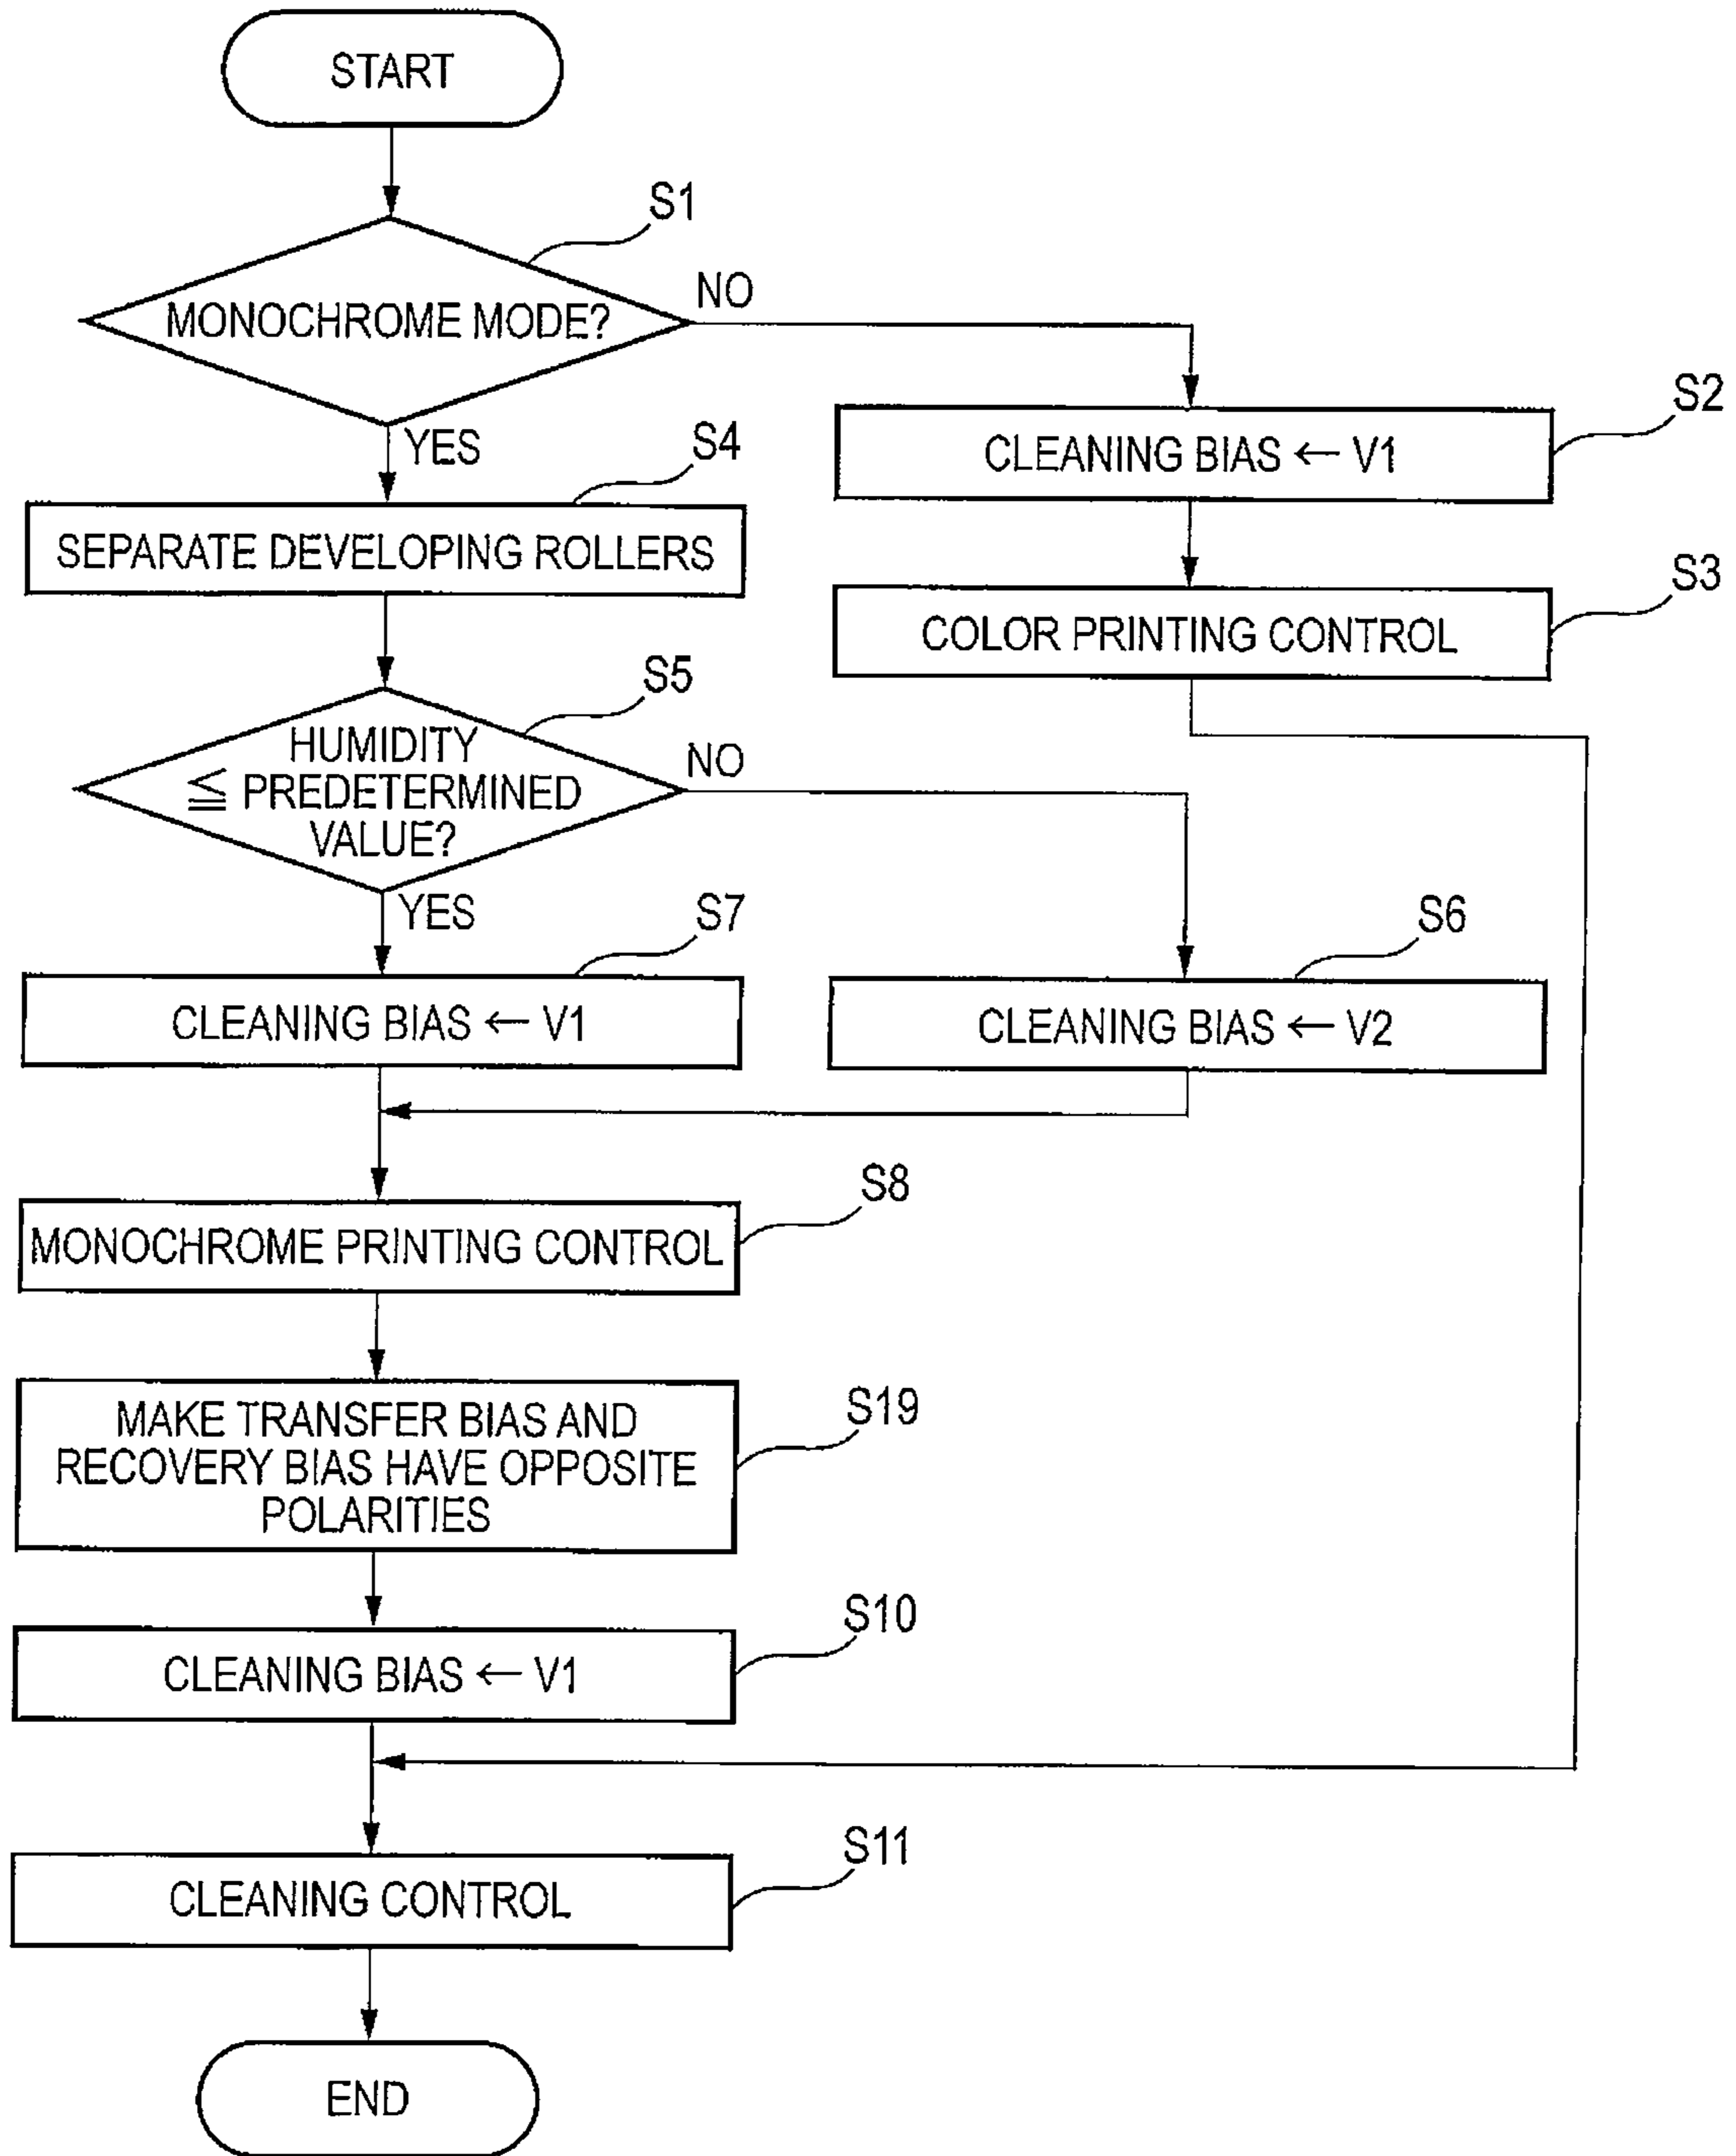 START
S1
MONOCHROME MODE?
NO
YES
S2
CLEANING BIAS ← V1
S4
SEPARATE DEVELOPING ROLLERS
S3
COLOR PRINTING CONTROL
S5
HUMIDITY
≦ PREDETERMINED
VALUE?
NO
YES
S7
CLEANING BIAS ← V1
S6
CLEANING BIAS ← V2
S8
MONOCHROME PRINTING CONTROL
S19
MAKE TRANSFER BIAS AND
RECOVERY BIAS HAVE OPPOSITE
POLARITIES
S10
CLEANING BIAS ← V1
S11
CLEANING CONTROL
END